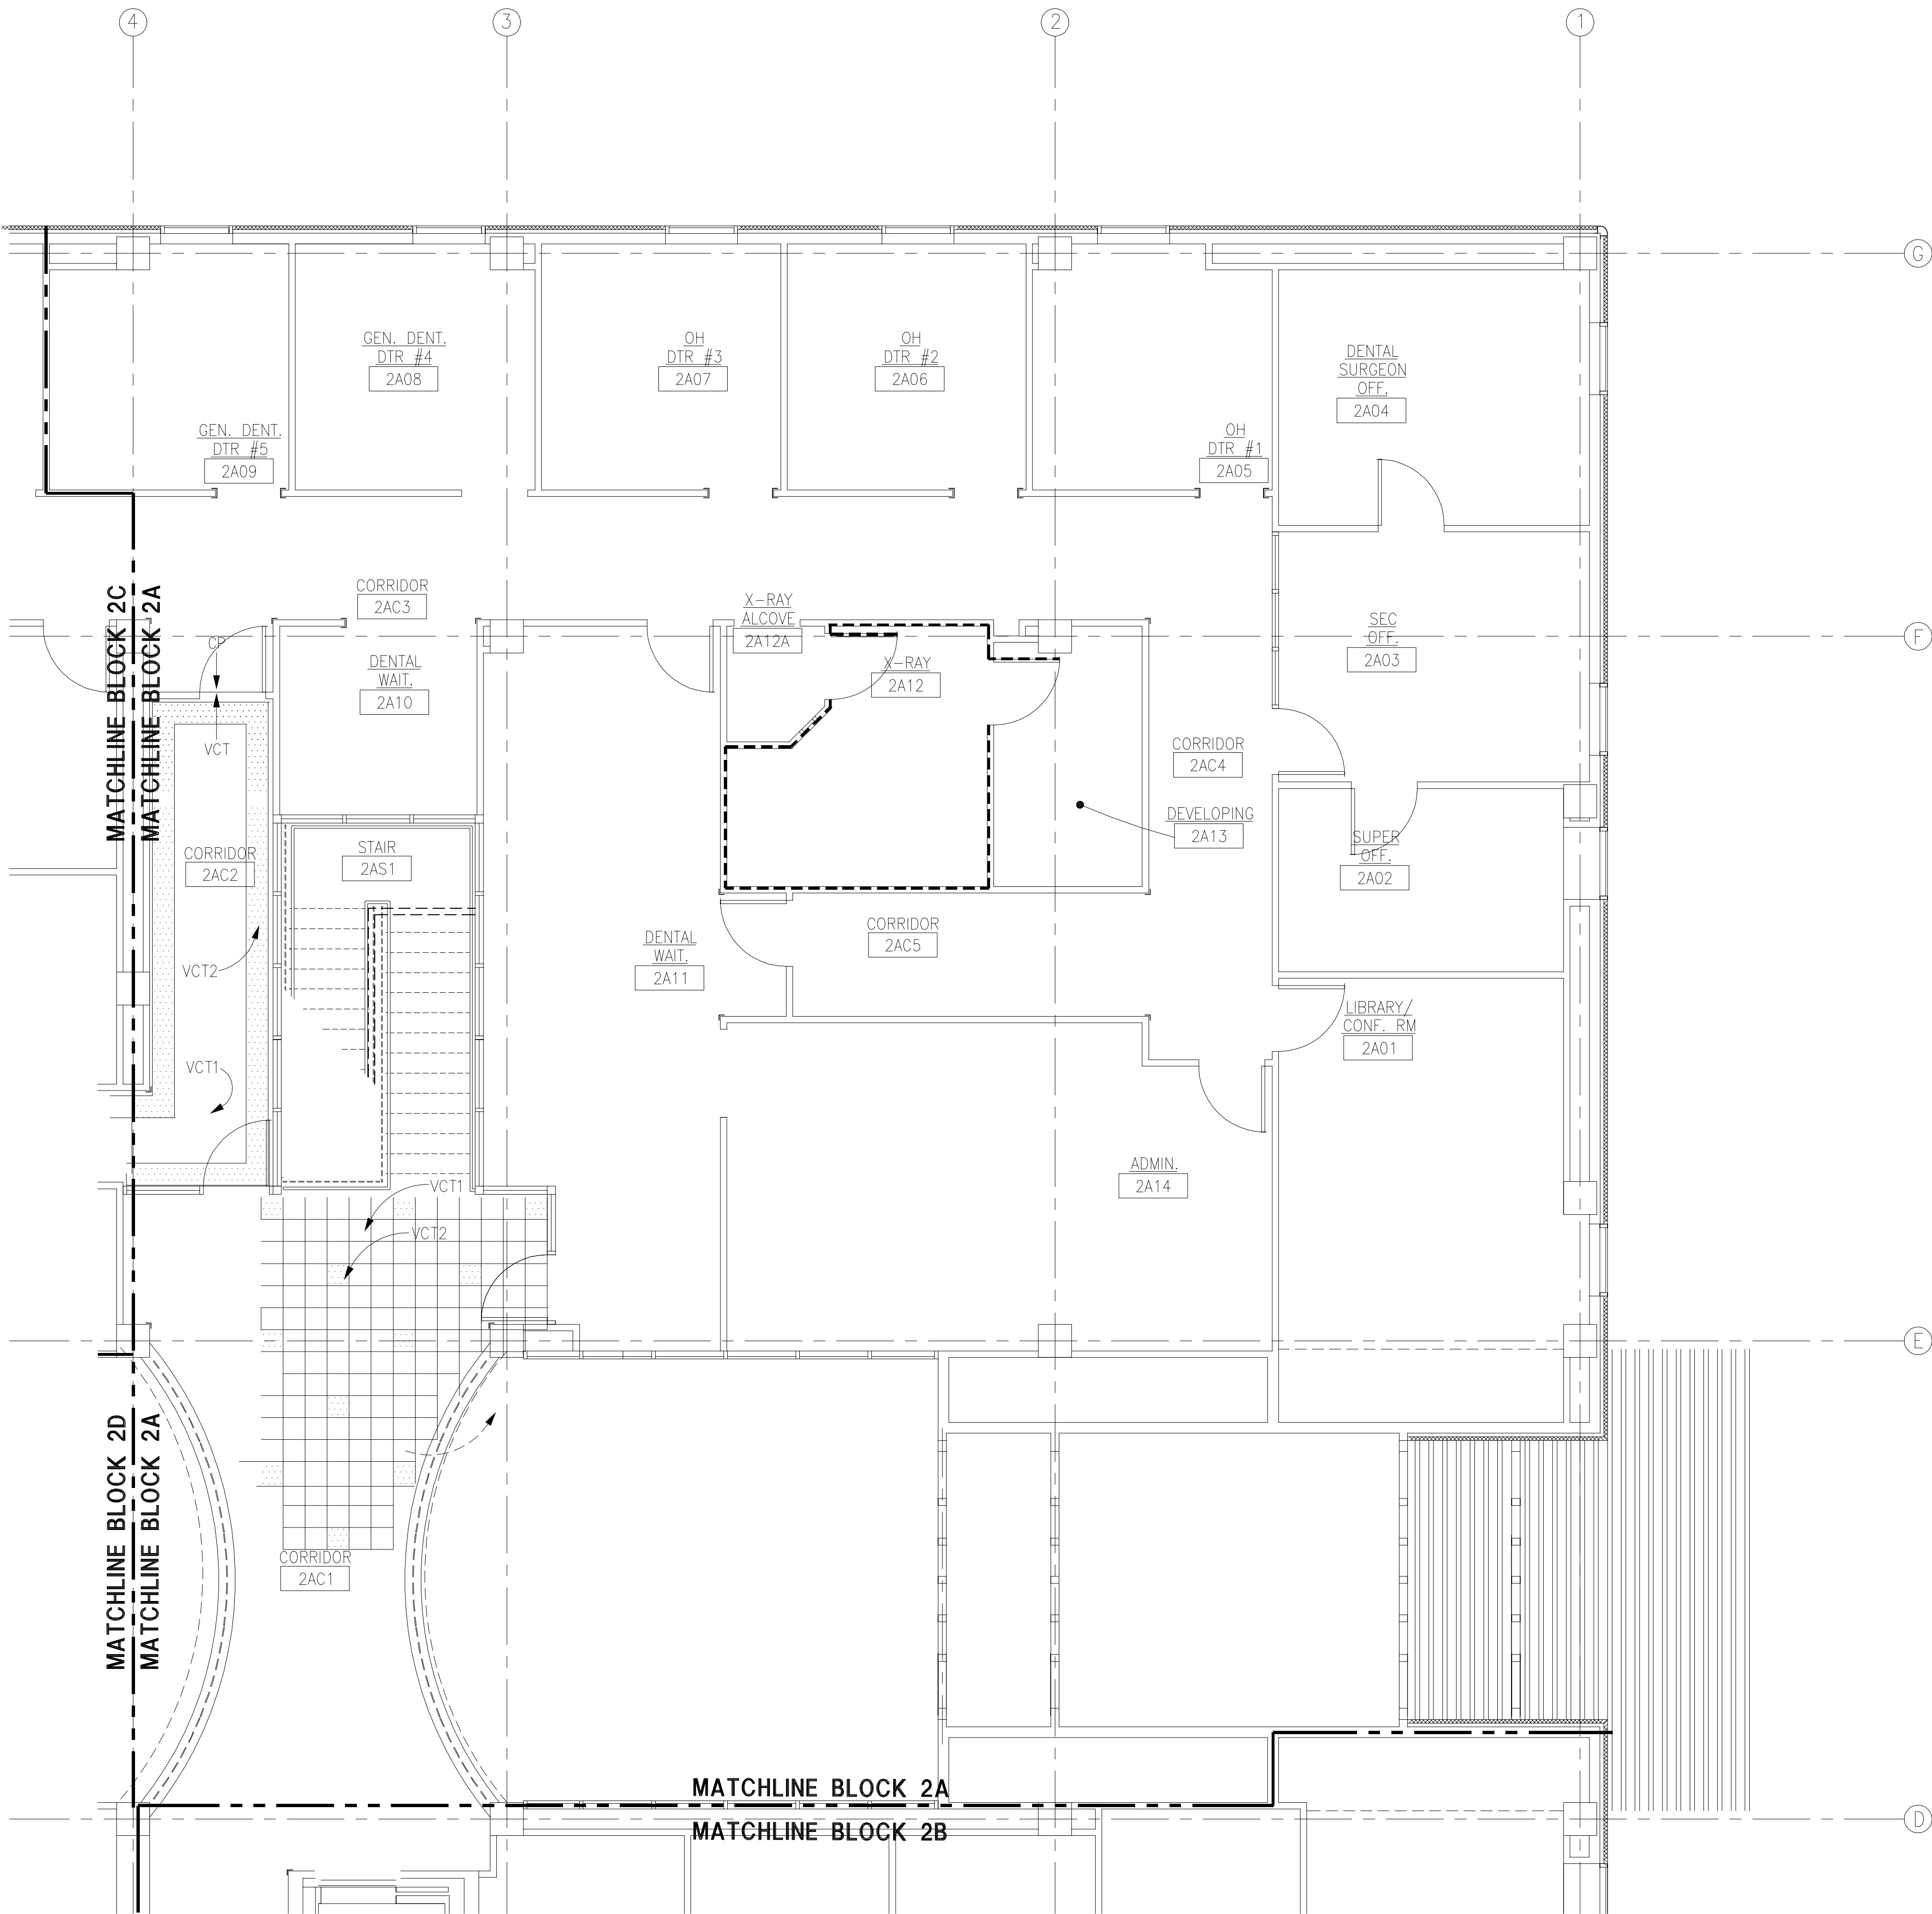 4
3
2
1
G
GEN. DENT.
DTR #4
2A08
OH
DTR #3
2A07
OH
DTR #2
2A06
DENTAL
SURGEON
OFF.
2A04
GEN. DENT.
DTR #5
2A09
OH
DTR #1
2A05
MATCHLINE BLOCK 2C
MATCHLINE BLOCK 2A
CORRIDOR
2AC3
X-RAY
ALCOVE
2A12A
SEC
OFF.
2A03
F
CP
VCT
DENTAL
WAIT.
2A10
X-RAY
2A12
CORRIDOR
2AC4
DEVELOPING
2A13
CORRIDOR
2AC2
STAIR
2AS1
SUPER
OFF.
2A02
DENTAL
WAIT.
2A11
CORRIDOR
2AC5
VCT2
LIBRARY/
CONF. RM
2A01
VCT1
ADMIN.
2A14
VCT1
VCT2
E
MATCHLINE BLOCK 2D
MATCHLINE BLOCK 2A
CORRIDOR
2AC1
MATCHLINE BLOCK 2A
MATCHLINE BLOCK 2B
D